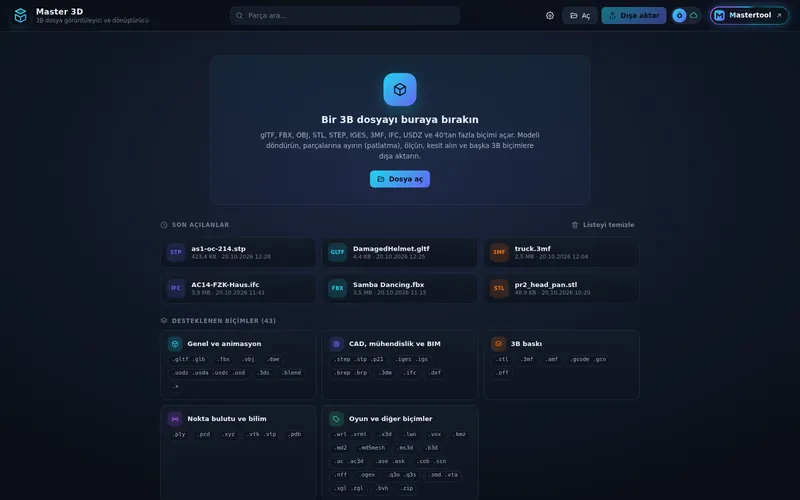 Master 3D
3B dosya görüntüleyici ve dönüştürücü
Parça ara...
Aç
Dışa aktar
Ö
Mastertool ↗
Bir 3B dosyayı buraya bırakın
glTF, FBX, OBJ, STL, STEP, IGES, 3MF, IFC, USDZ ve 40'tan fazla biçimi açar. Modeli
döndürün, parçalarına ayırın (patlatma), ölçün, kesit alın ve başka 3B biçimlere
dışa aktarın.
Dosya aç
SON AÇILANLAR
Listeyi temizle
STP
as1-oc-214.stp
423,4 KB · 20.10.2026 12:28
GLTF
DamagedHelmet.gltf
4,4 KB · 20.10.2026 12:25
3MF
truck.3mf
2,5 MB · 20.10.2026 12:04
IFC
AC14-FZK-Haus.ifc
3,5 MB · 20.10.2026 11:41
FBX
Samba Dancing.fbx
3,5 MB · 20.10.2026 11:15
STL
pr2_head_pan.stl
48,9 KB · 20.10.2026 10:20
DESTEKLENEN BİÇİMLER (43)
Genel ve animasyon
.gltf .glb .fbx .obj .dae
.usdz .usda .usdc .usd .3ds .blend
.x
CAD, mühendislik ve BIM
.step .stp .p21 .iges .igs
.brep .brp .3dm .ifc .dxf
3B baskı
.stl .3mf .amf .gcode .gco
.off
Nokta bulutu ve bilim
.ply .pcd .xyz .vtk .vtp .pdb
Oyun ve diğer biçimler
.wrl .vrml .x3d .lwo .vox .kmz
.md2 .md5mesh .ms3d .b3d
.ac .ac3d .ase .ask .cob .scn
.nff .ogex .q3o .q3s .smd .vta
.xgl .zgl .bvh .zip